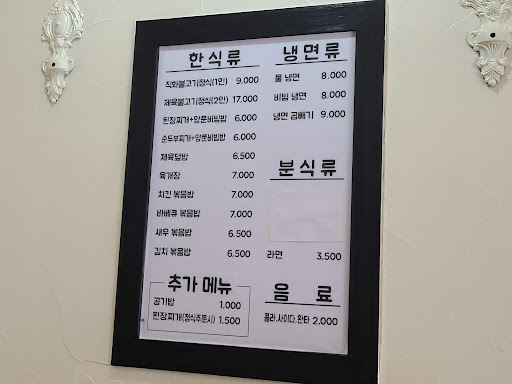 한식류
직화불고기정식(1인) 9.000
제육불고기정식(2인) 17.000
된장찌개+양푼비빔밥 6.000
순두부찌개+양푼비빔밥 6.000
제육덮밥 6.500
육개장 7.000
치킨 볶음밥 7.000
바베큐 볶음밥 7.000
새우 볶음밥 6.500
김치 볶음밥 6.500
추가 메뉴
공기밥 1.000
된장찌개(정식주문시) 1.500
냉면류
물 냉면 8.000
비빔 냉면 8.000
냉면 곱빼기 9.000
분식류
라면 3.500
음료
콜라,사이다,환타 2.000